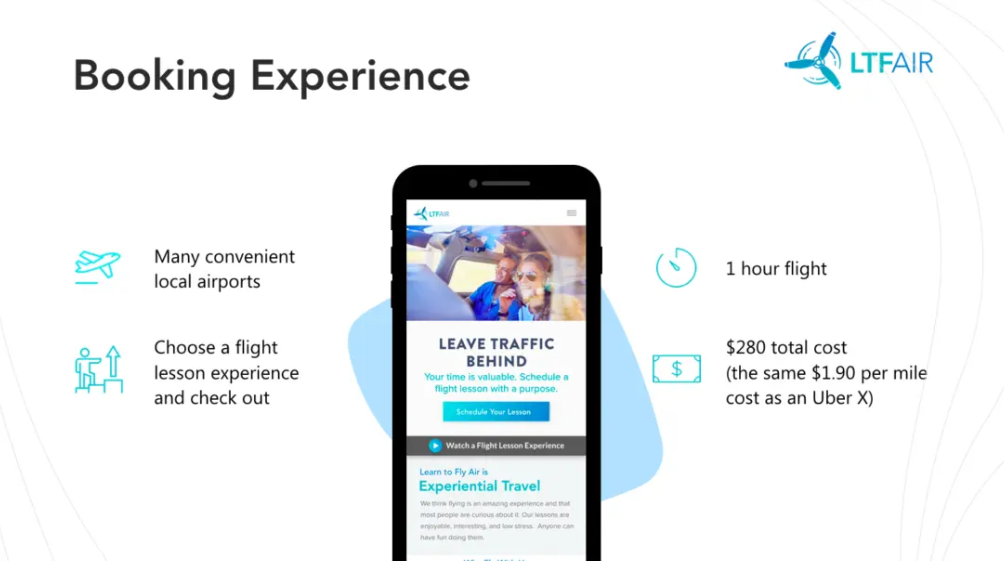 Booking Experience
LTFAIR
Many convenient
local airports
Choose a flight
lesson experience
and check out
LTFAIR
LEAVE TRAFFIC
BEHIND
Your time is valuable. Schedule a
flight lesson with a purpose.
Schedule Your Lesson
Watch a Flight Lesson Experience
Learn to Fly Air is
Experiential Travel
We think flying is an amazing experience and that
most people are curious about it. Our lessons are
enjoyable, interesting, and low stress. Anyone can
have fun doing them.
1 hour flight
$
$280 total cost
(the same $1.90 per mile
cost as an Uber X)